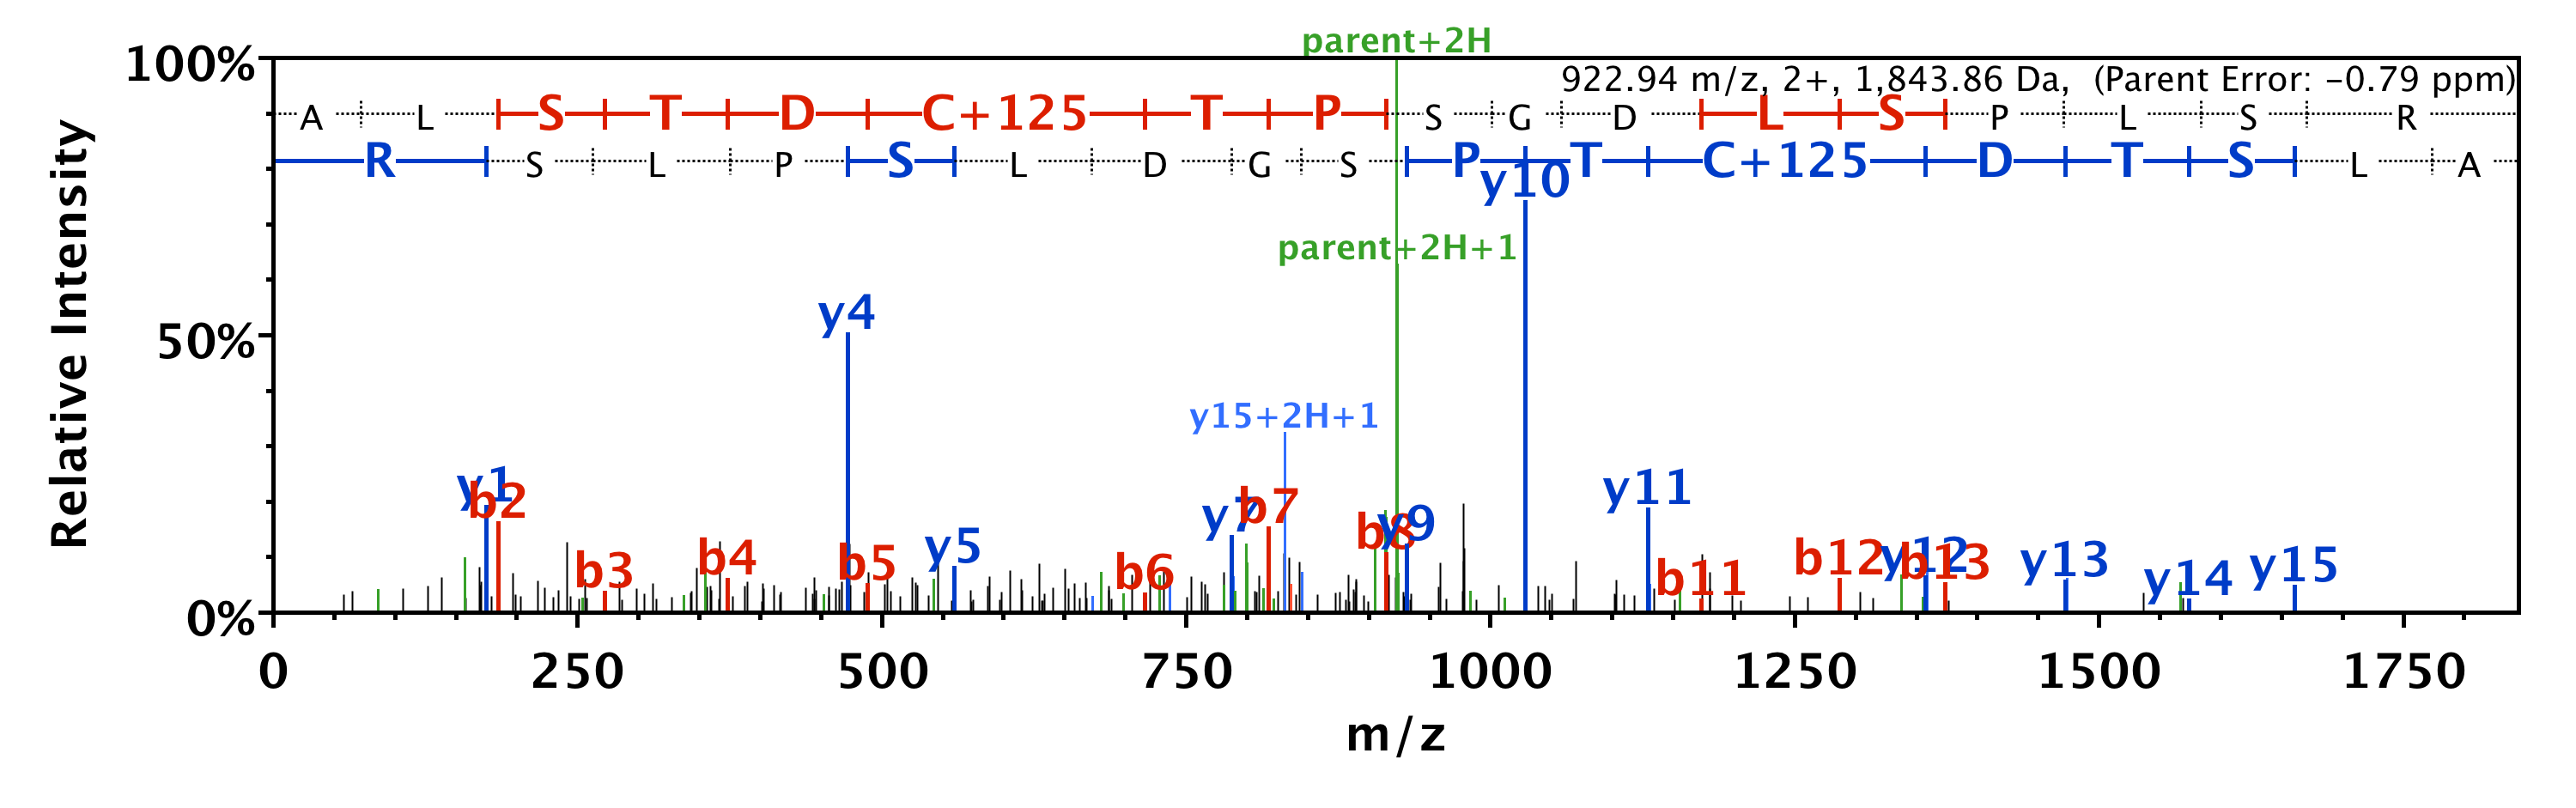 parent+2H
100%
922.94 m/z, 2+, 1,843.86 Da, (Parent Error: −0.79 ppm)
A L S T D C+125 T P S G D L S P L S R
R S L P S L D G S P T C+125 D T S L A
y10
parent+2H+1
y4
50%
y15+2H+1
y1
b2
y7
b7
b8
y9
y11
b3
b4
b5
y5
b6
b11
b12
y12
b13
y13
y14
y15
0%
0 250 500 750 1000 1250 1500 1750
m/z
Relative Intensity